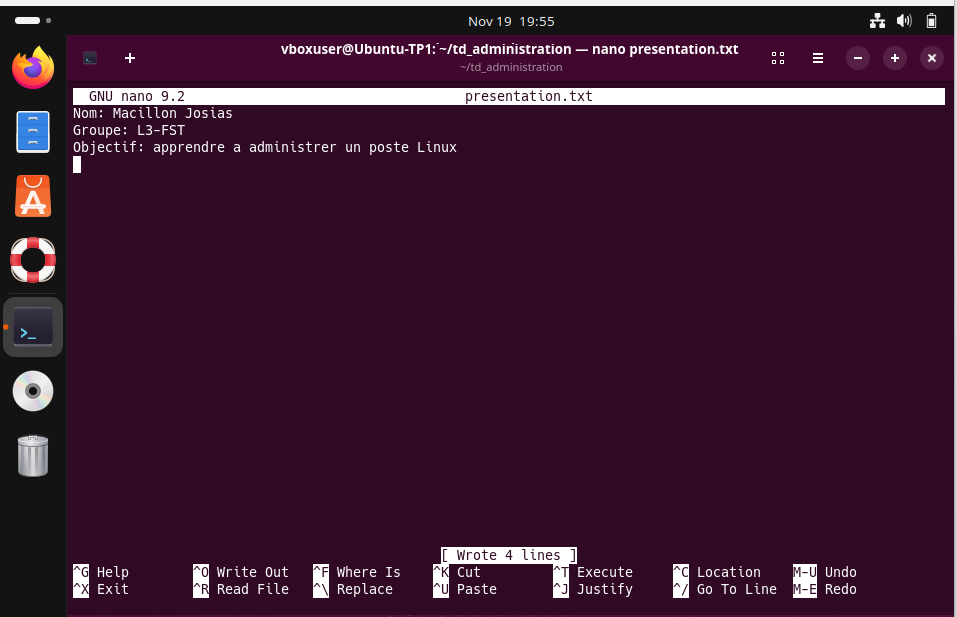 Nov 19 19:55
vboxuser@Ubuntu-TP1: ~/td_administration — nano presentation.txt
~/td_administration
GNU nano 9.2 presentation.txt
Nom: Macillon Josias
Groupe: L3-FST
Objectif: apprendre a administrer un poste Linux
[ Wrote 4 lines ]
^G Help ^O Write Out ^F Where Is ^K Cut ^T Execute ^C Location M-U Undo
^X Exit ^R Read File ^\ Replace ^U Paste ^J Justify ^/ Go To Line M-E Redo